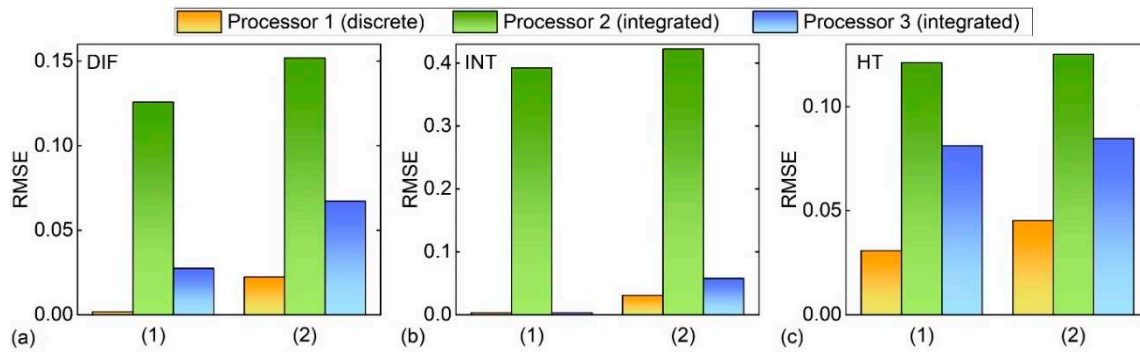 Processor 1 (discrete)
Processor 2 (integrated)
Processor 3 (integrated)
DIF
0.15
0.10
0.05
0.00
RMSE
(a)
(1)
(2)
INT
0.4
0.3
0.4
0.0
0.0
RMSE
(b)
(1)
(2)
HT
0.10
0.05
0.00
RMSE
(c)
(1)
(2)